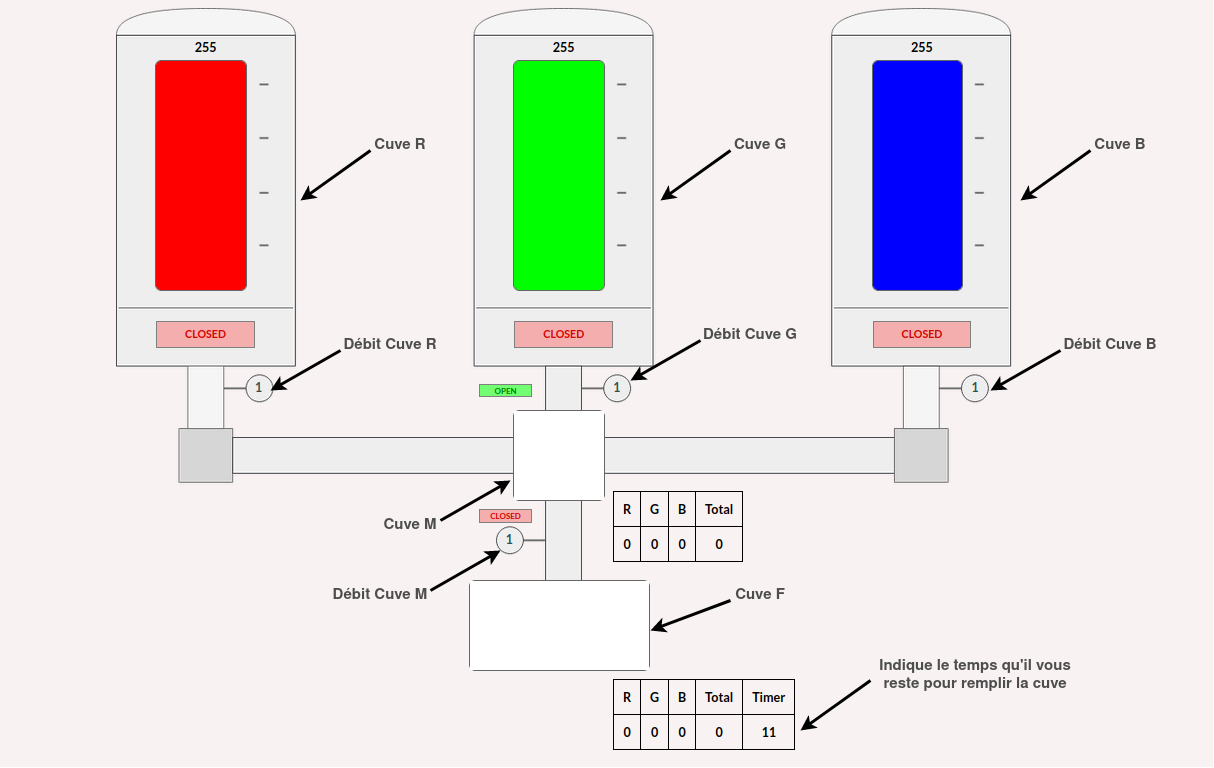 255
255
255
Cuve R
Cuve G
Cuve B
CLOSED
CLOSED
CLOSED
Débit Cuve R
Débit Cuve G
Débit Cuve B
1
OPEN
1
1
Cuve M
CLOSED
1
R G B Total
0 0 0 0
Débit Cuve M
Cuve F
Indique le temps qu'il vous
reste pour remplir la cuve
R G B Total Timer
0 0 0 0 11